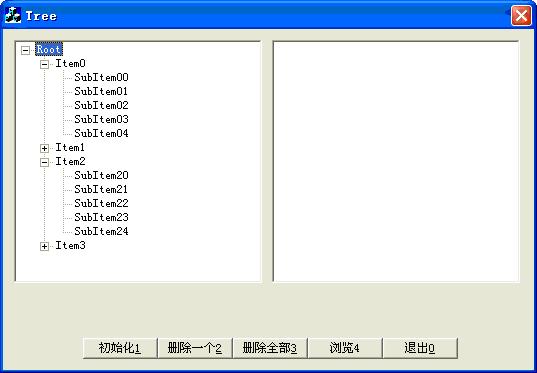 Tree
Root
Item0
SubItem00
SubItem01
SubItem02
SubItem03
SubItem04
Item1
Item2
SubItem20
SubItem21
SubItem22
SubItem23
SubItem24
Item3
初始化1 删除一个2 删除全部3 浏览4 退出0